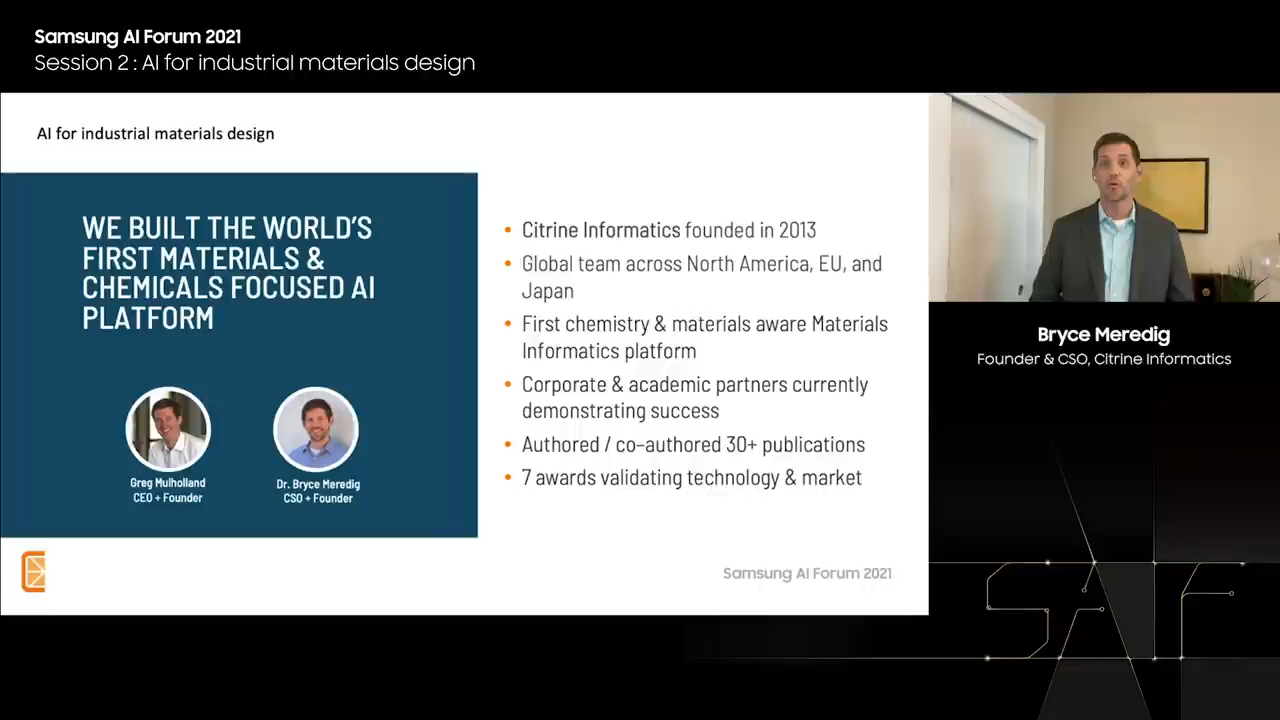 Samsung AI Forum 2021
Session 2 : AI for industrial materials design
AI for industrial materials design
WE BUILT THE WORLD'S
FIRST MATERIALS &
CHEMICALS FOCUSED AI
PLATFORM
Greg Mulholland
CEO + Founder
Dr. Bryce Meredig
CSO + Founder
• Citrine Informatics founded in 2013
• Global team across North America, EU, and
Japan
• First chemistry & materials aware Materials
Informatics platform
• Corporate & academic partners currently
demonstrating success
• Authored / co-authored 30+ publications
• 7 awards validating technology & market
Samsung AI Forum 2021
Bryce Meredig
Founder & CSO, Citrine Informatics
SAIF